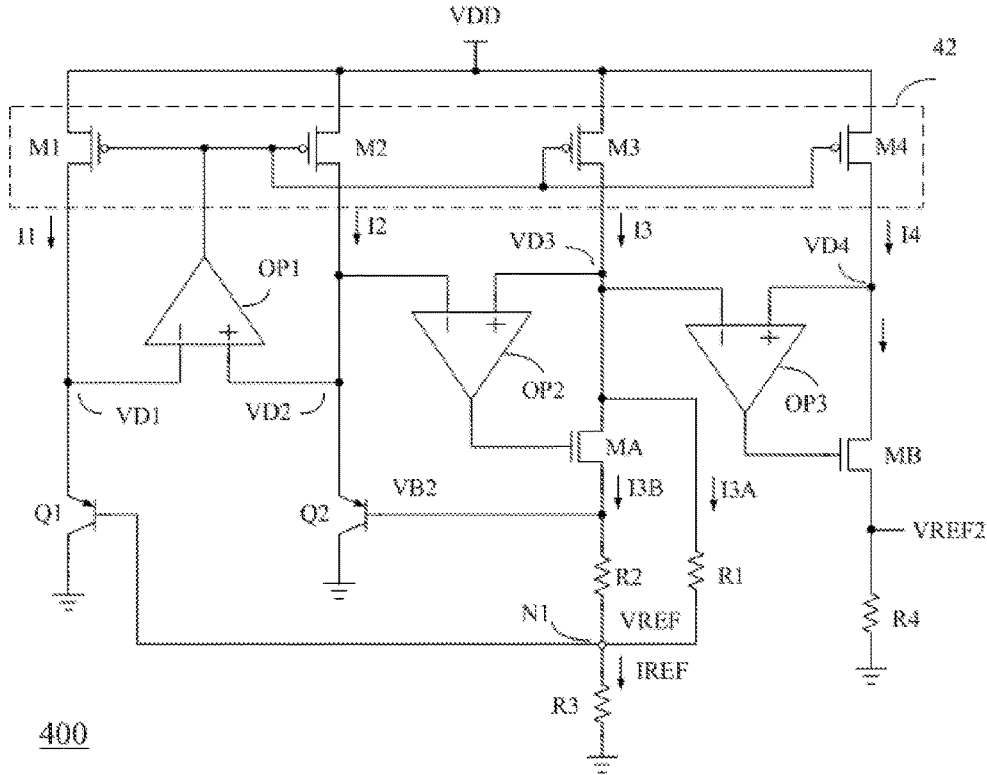 VDD
42
M1
M2
M3
M4
I1
I2
I3
I4
VD3
VD4
OP1
OP2
OP3
VD1
VD2
MA
MB
I3B
I3A
VB2
Q1
Q2
VREF2
R2
R1
N1
VREF
R4
IREF
R3
400
− +
− +
− +